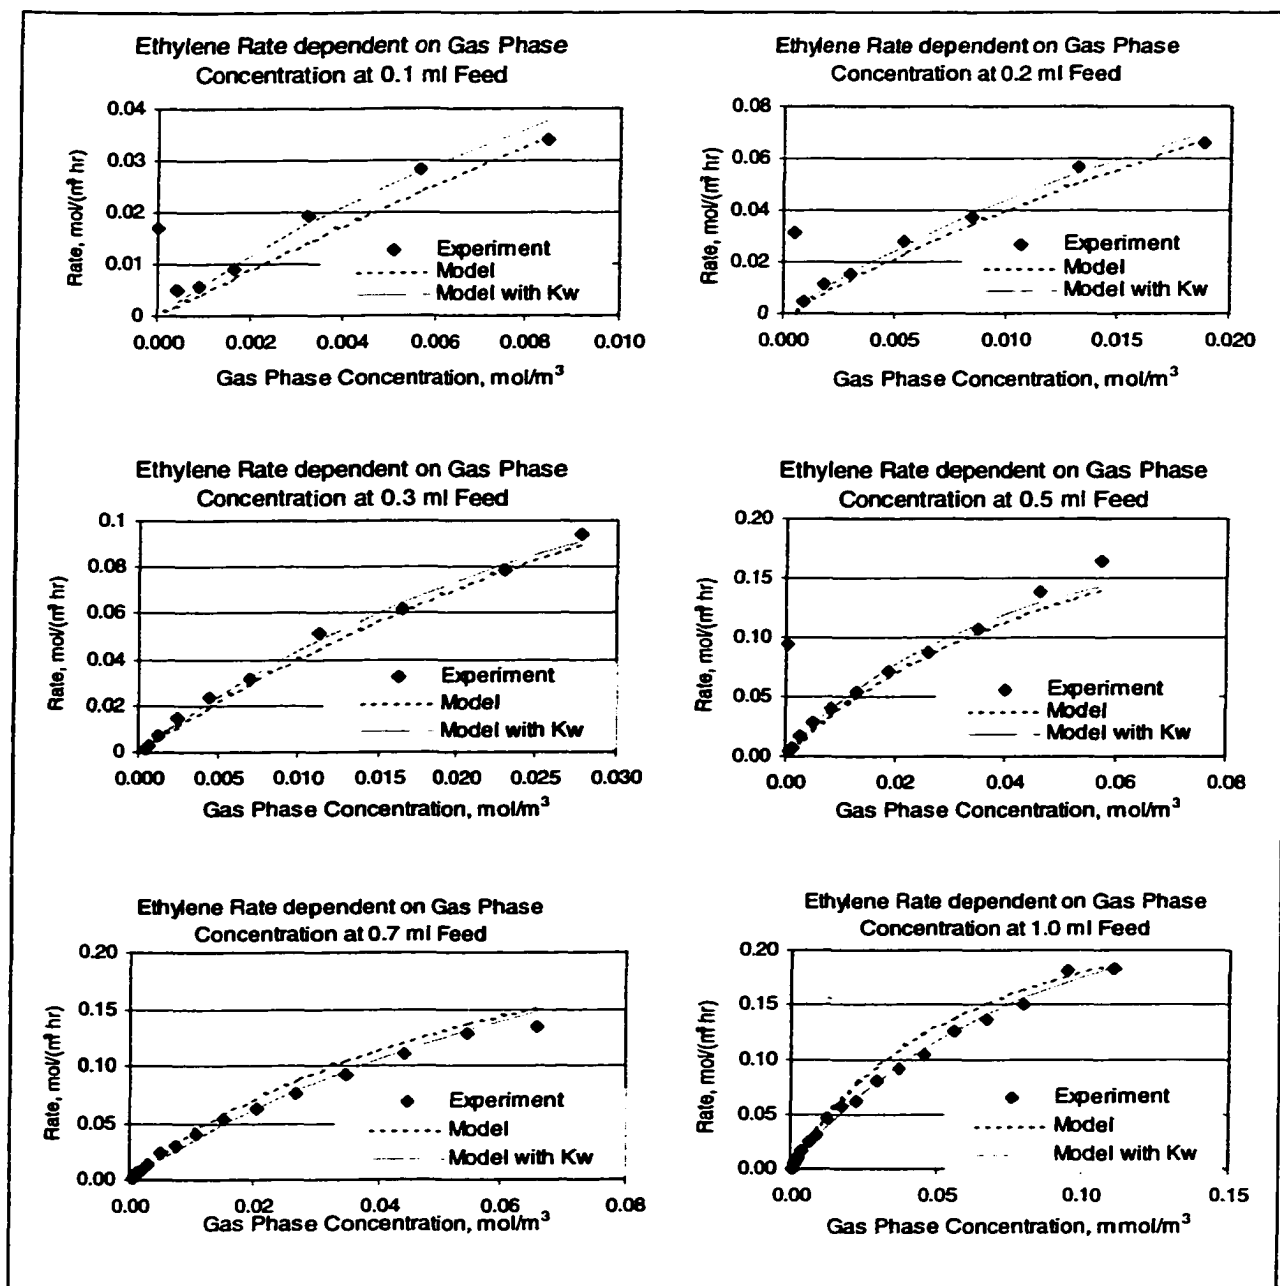 Ethylene Rate dependent on Gas Phase
Concentration at 0.1 ml Feed
0.04
0.03
0.02
0.01
0
Rate, mol/(m³ hr)
Experiment
Model
Model with Kw
0.000 0.002 0.004 0.006 0.008 0.010
Gas Phase Concentration, mol/m³
Ethylene Rate dependent on Gas Phase
Concentration at 0.2 ml Feed
0.08
0.06
0.04
0.02
0
Rate, mol/(m³ hr)
Experiment
Model
Model with Kw
0.000 0.005 0.010 0.015 0.020
Gas Phase Concentration, mol/m³
Ethylene Rate dependent on Gas Phase
Concentration at 0.3 ml Feed
0.1
0.08
0.06
0.04
0.02
0
Rate, mol/(m³ hr)
Experiment
Model
Model with Kw
0.000 0.005 0.010 0.015 0.020 0.025 0.030
Gas Phase Concentration, mol/m³
Ethylene Rate dependent on Gas Phase
Concentration at 0.5 ml Feed
0.20
0.15
0.10
0.05
0.00
Rate, mol/(m³ hr)
Experiment
Model
Model with Kw
0.00 0.02 0.04 0.06 0.08
Gas Phase Concentration, mol/m³
Ethylene Rate dependent on Gas Phase
Concentration at 0.7 ml Feed
0.20
0.15
0.10
0.05
0.00
Rate, mol/(m³ hr)
Experiment
Model
Model with Kw
0.00 0.02 0.04 0.06 0.08
Gas Phase Concentration, mol/m³
Ethylene Rate dependent on Gas Phase
Concentration at 1.0 ml Feed
0.20
0.15
0.10
0.05
0.00
Rate, mol/(m³ hr)
Experiment
Model
Model with Kw
0.00 0.05 0.10 0.15
Gas Phase Concentration, mmol/m³